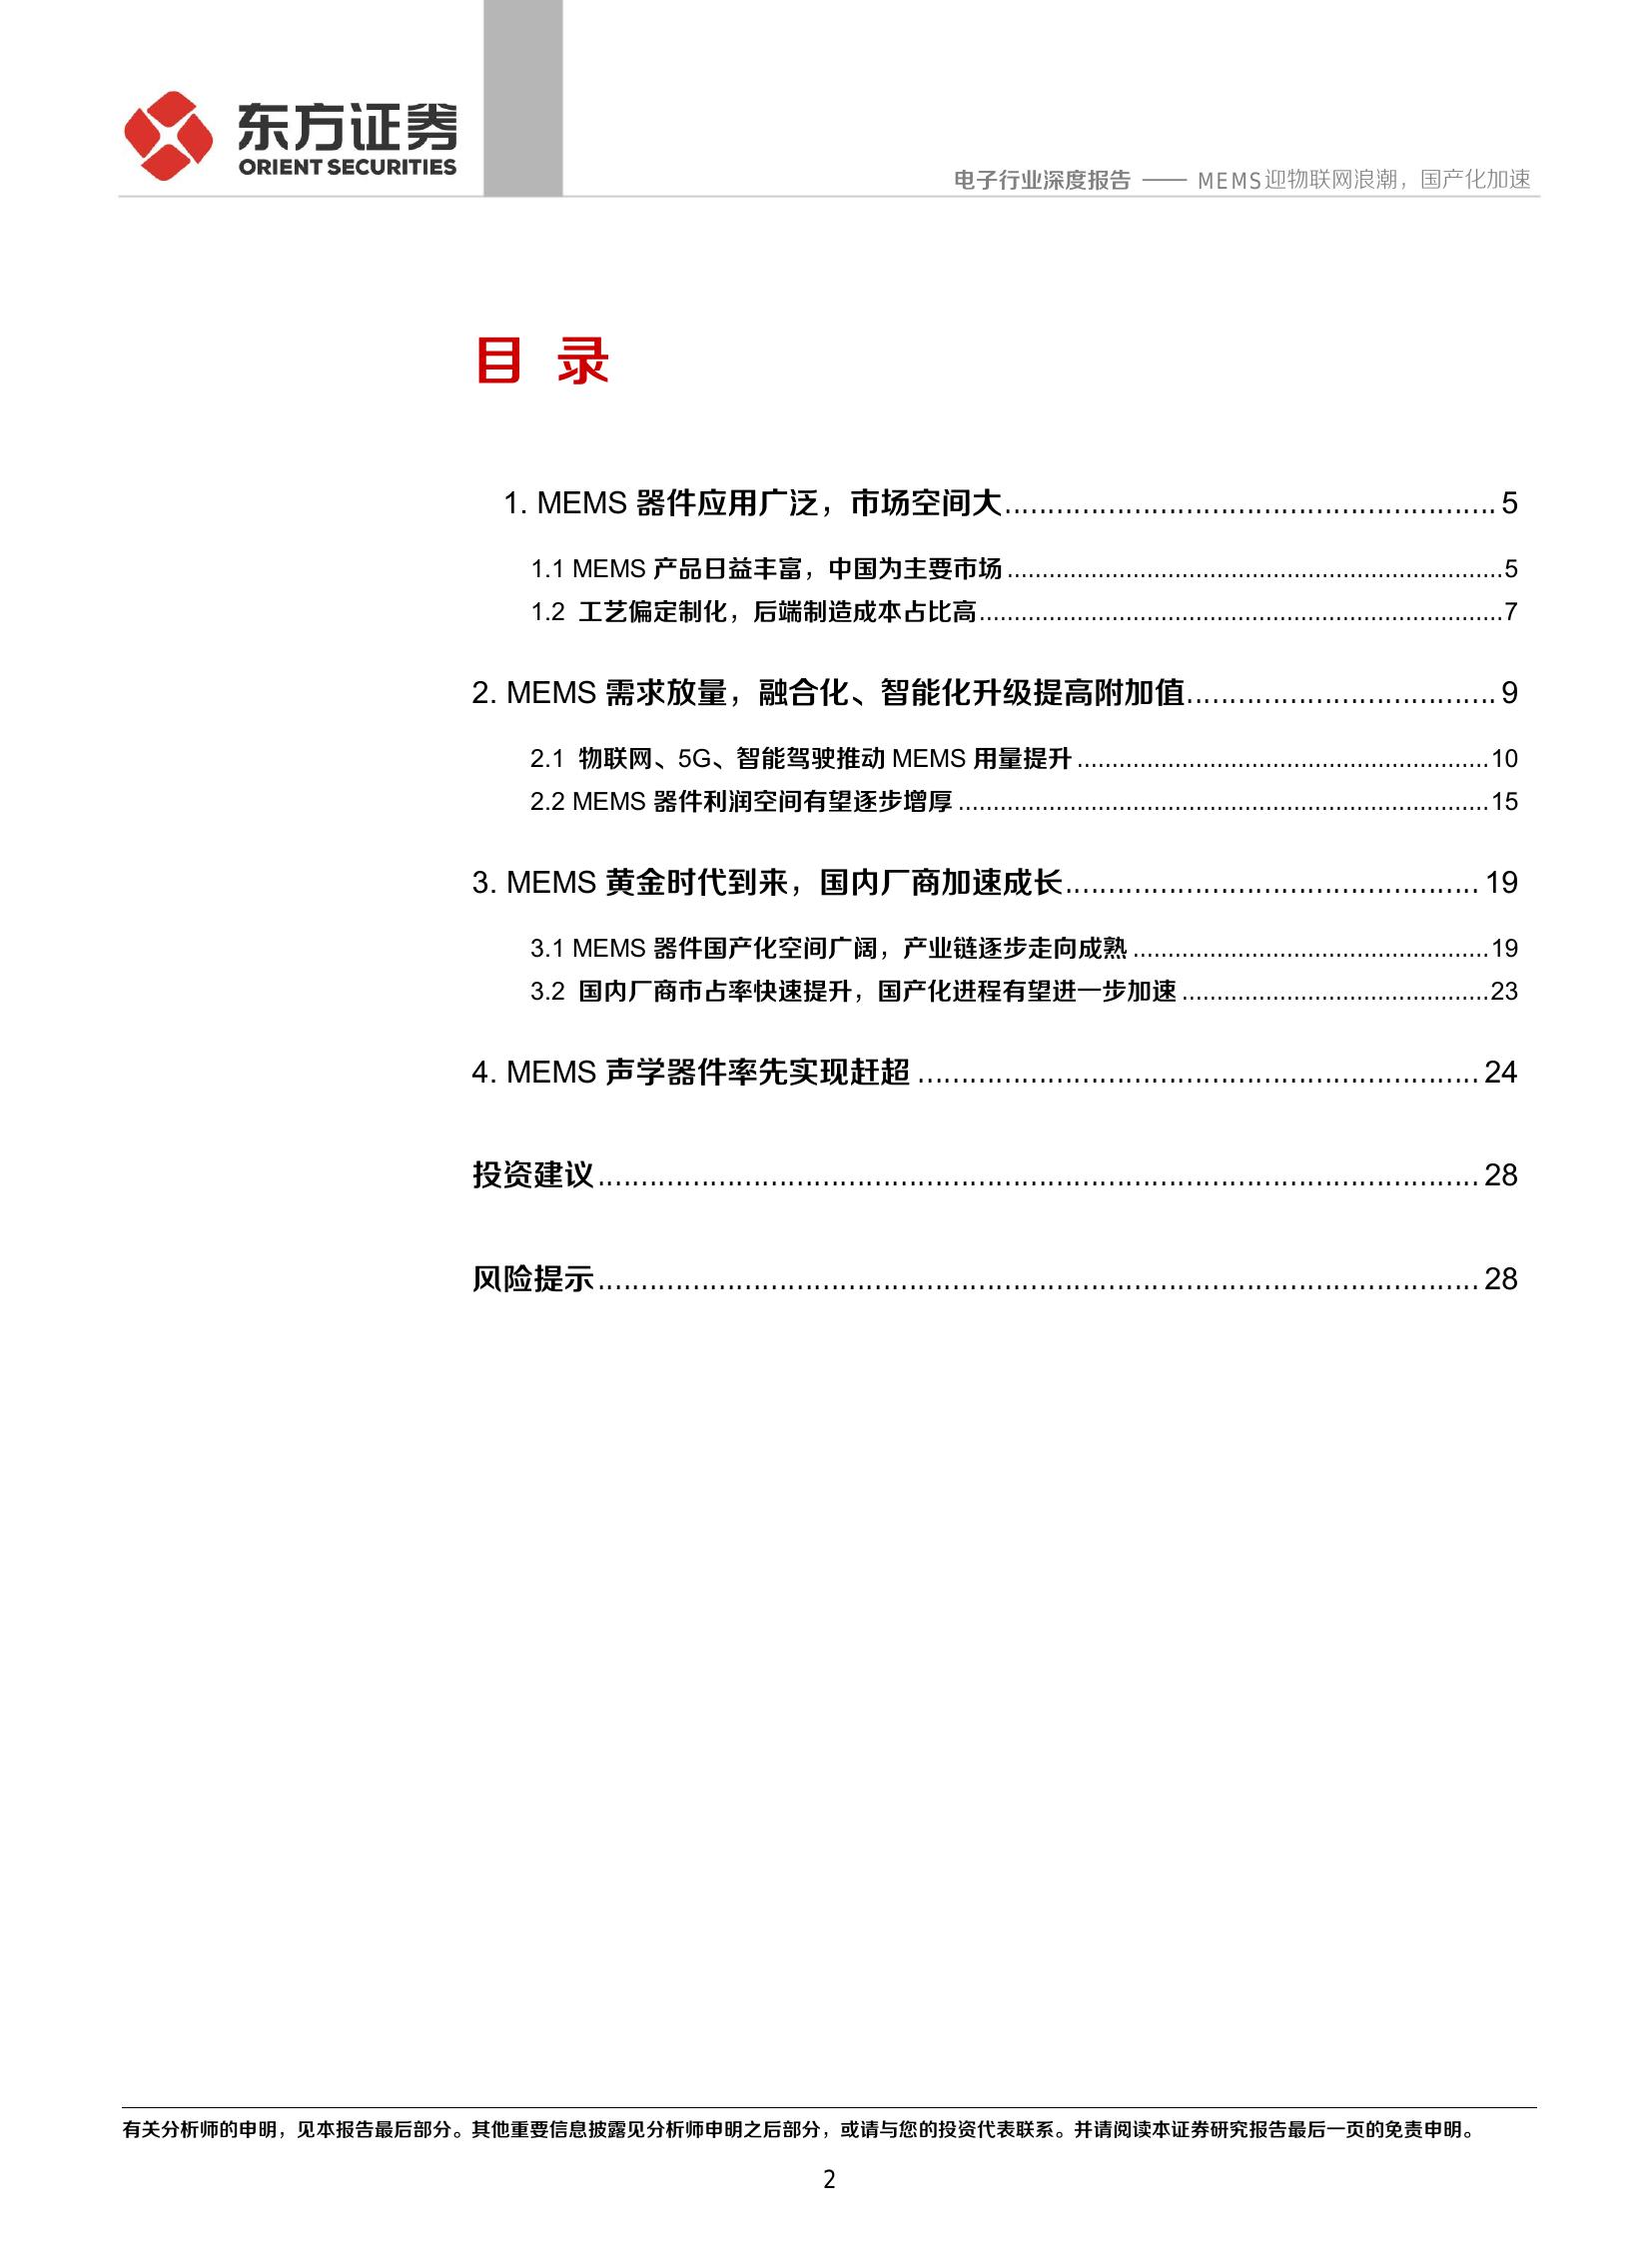 东方证券
ORIENT SECURITIES
电子行业深度报告 —— MEMS迎物联网浪潮，国产化加速
目 录
1. MEMS 器件应用广泛，市场空间大 5
1.1 MEMS 产品日益丰富，中国为主要市场 5
1.2 工艺偏定制化，后端制造成本占比高 7
2. MEMS 需求放量，融合化、智能化升级提高附加值 9
2.1 物联网、5G、智能驾驶推动 MEMS 用量提升 10
2.2 MEMS 器件利润空间有望逐步增厚 15
3. MEMS 黄金时代到来，国内厂商加速成长 19
3.1 MEMS 器件国产化空间广阔，产业链逐步走向成熟 19
3.2 国内厂商市占率快速提升，国产化进程有望进一步加速 23
4. MEMS 声学器件率先实现赶超 24
投资建议 28
风险提示 28
有关分析师的申明，见本报告最后部分。其他重要信息披露见分析师申明之后部分，或请与您的投资代表联系。并请阅读本证券研究报告最后一页的免责申明。
2